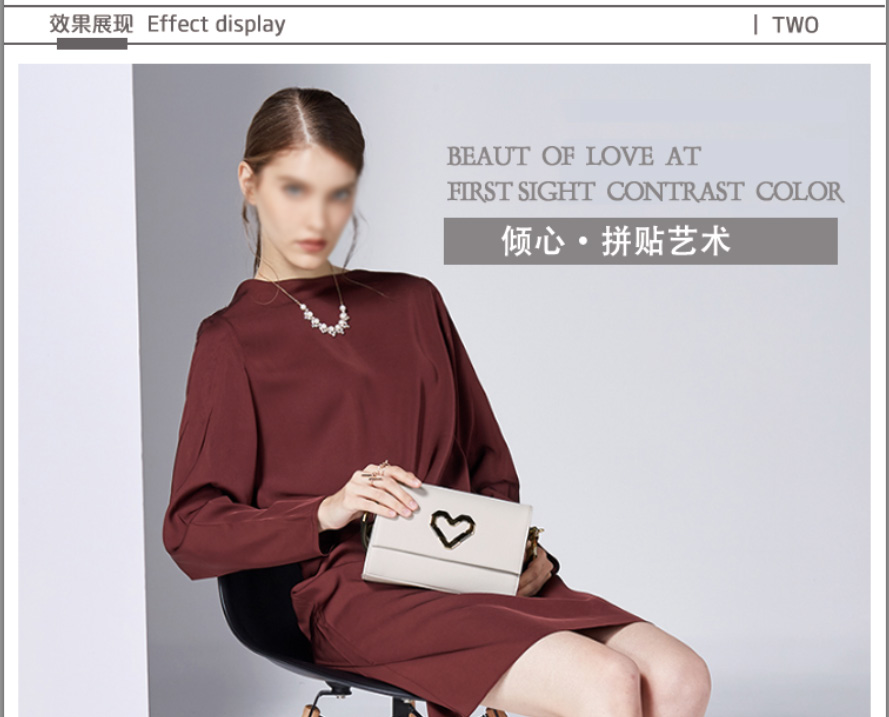 效果展现 Effect display | TWO
BEAUT OF LOVE AT
FIRST SIGHT CONTRAST COLOR
倾心·拼贴艺术